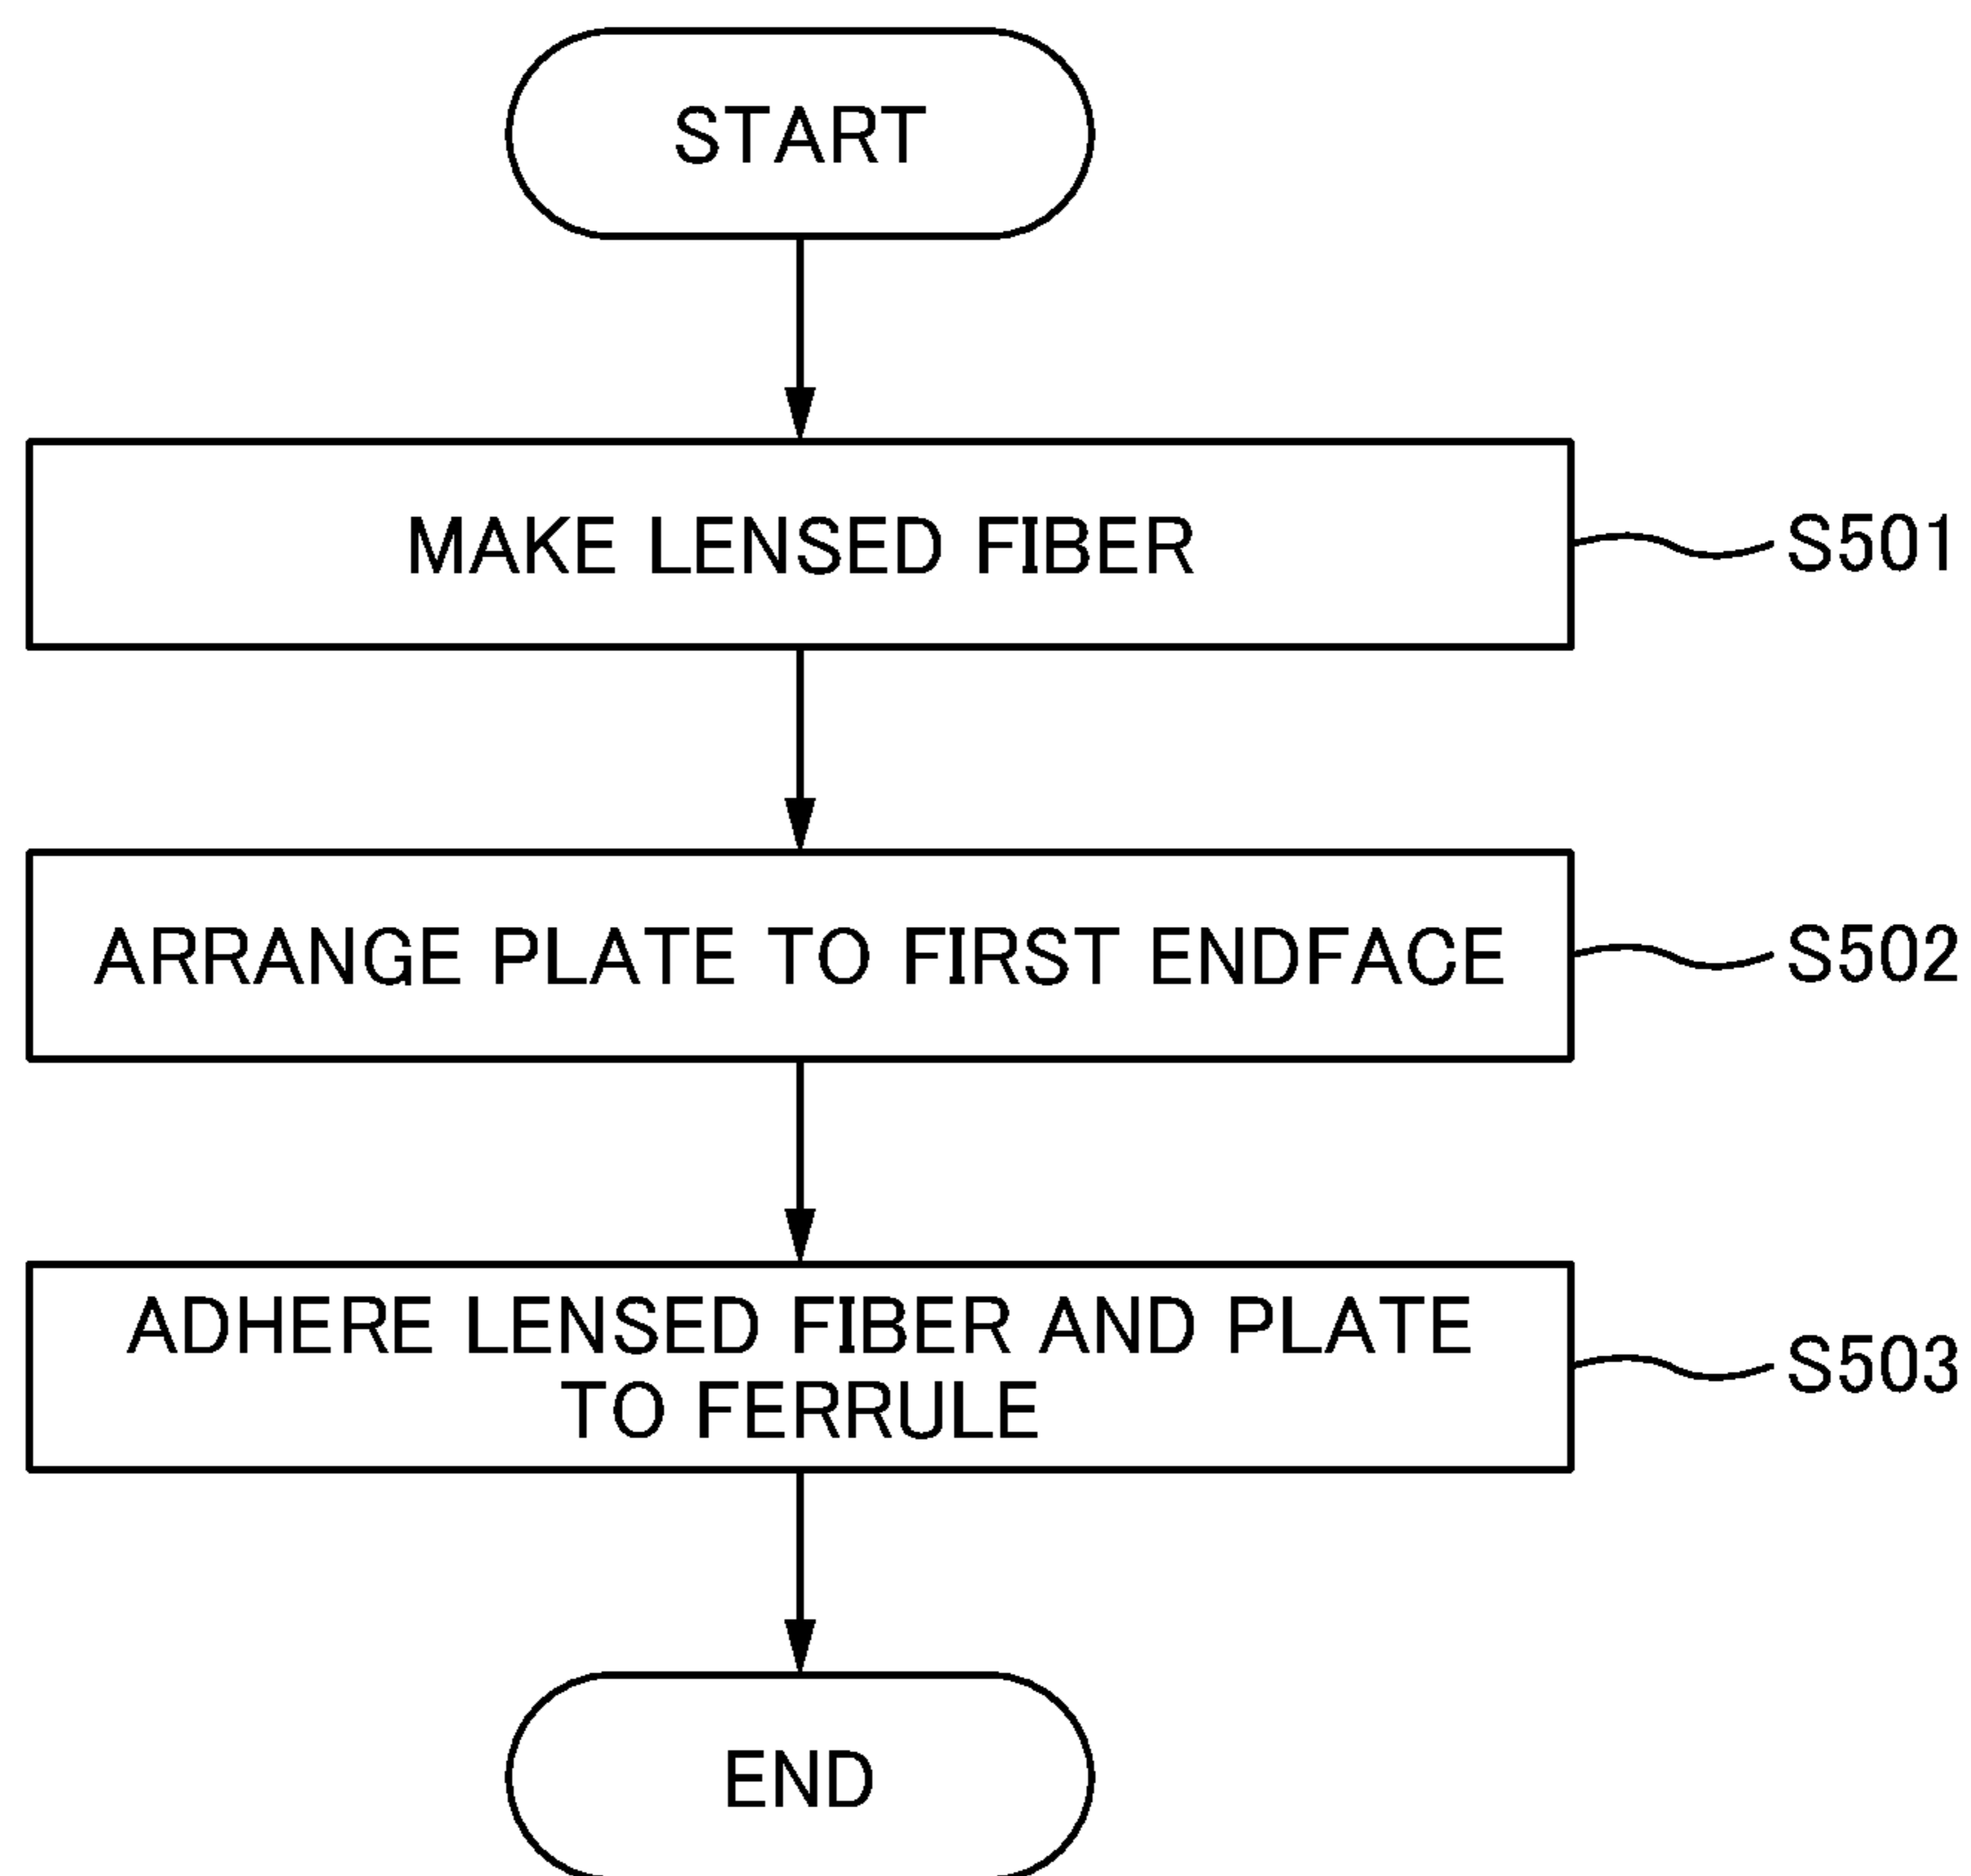 START
MAKE LENSED FIBER
S501
ARRANGE PLATE TO FIRST ENDFACE
S502
ADHERE LENSED FIBER AND PLATE
TO FERRULE
S503
END